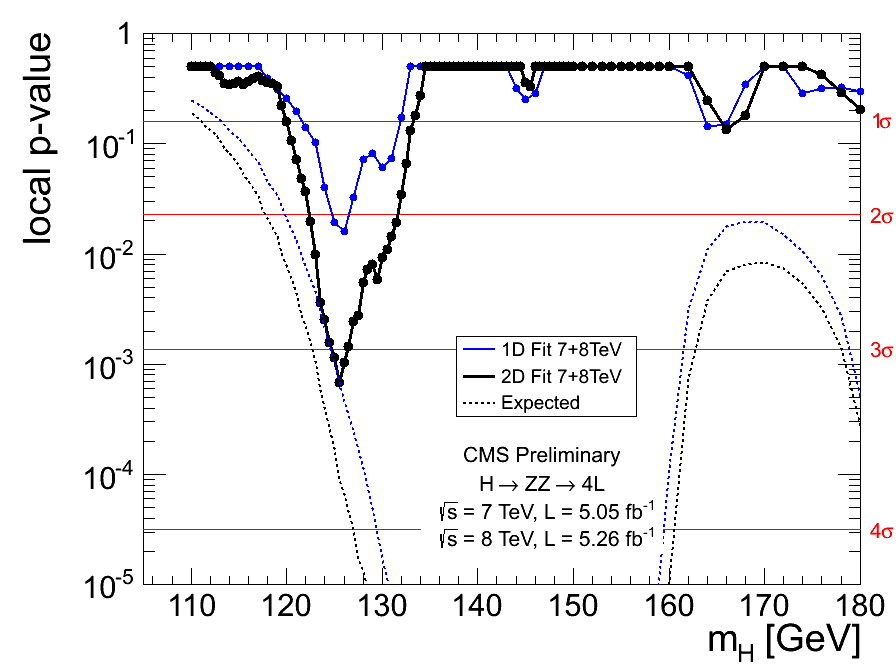 local p-value
1
10⁻¹
10⁻²
10⁻³
10⁻⁴
10⁻⁵
1σ
2σ
3σ
4σ
1D Fit 7+8TeV
2D Fit 7+8TeV
Expected
CMS Preliminary
H → ZZ → 4L
√s = 7 TeV, L = 5.05 fb⁻¹
√s = 8 TeV, L = 5.26 fb⁻¹
110 120 130 140 150 160 170 180
m_H [GeV]